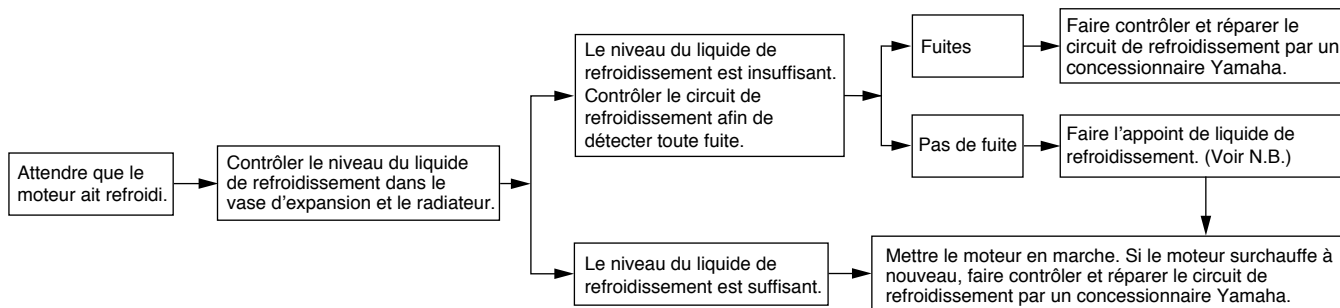 Attendre que le
moteur ait refroidi.
Contrôler le niveau du liquide
de refroidissement dans le
vase d'expansion et le radiateur.
Le niveau du liquide de
refroidissement est insuffisant.
Contrôler le circuit de
refroidissement afin de
détecter toute fuite.
Fuites
Faire contrôler et réparer le
circuit de refroidissement par un
concessionnaire Yamaha.
Pas de fuite
Faire l'appoint de liquide de
refroidissement. (Voir N.B.)
Le niveau du liquide de
refroidissement est suffisant.
Mettre le moteur en marche. Si le moteur surchauffe à
nouveau, faire contrôler et réparer le circuit de
refroidissement par un concessionnaire Yamaha.